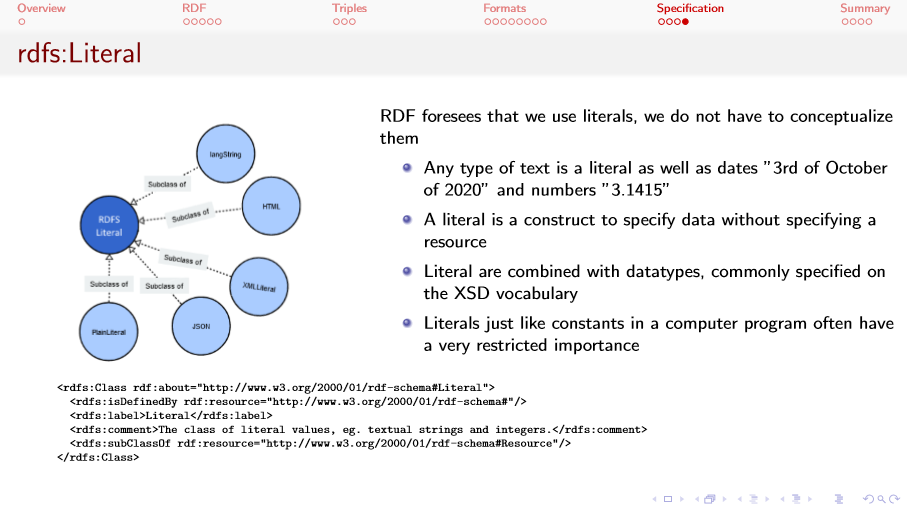 Overview RDF Triples Formats Specification Summary
rdfs:Literal
RDF foresees that we use literals, we do not have to conceptualize
them
Any type of text is a literal as well as dates ”3rd of October
of 2020” and numbers ”3.1415”
A literal is a construct to specify data without specifying a
resource
Literal are combined with datatypes, commonly specified on
the XSD vocabulary
Literals just like constants in a computer program often have
a very restricted importance
langString
Subclass of
HTML
Subclass of
RDFS
Literal
Subclass of
XMLLiteral
Subclass of
Subclass of
JSON
PlainLiteral
<rdfs:Class rdf:about="http://www.w3.org/2000/01/rdf-schema#Literal">
<rdfs:isDefinedBy rdf:resource="http://www.w3.org/2000/01/rdf-schema#"/>
<rdfs:label>Literal</rdfs:label>
<rdfs:comment>The class of literal values, eg. textual strings and integers.</rdfs:comment>
<rdfs:subClassOf rdf:resource="http://www.w3.org/2000/01/rdf-schema#Resource"/>
</rdfs:Class>